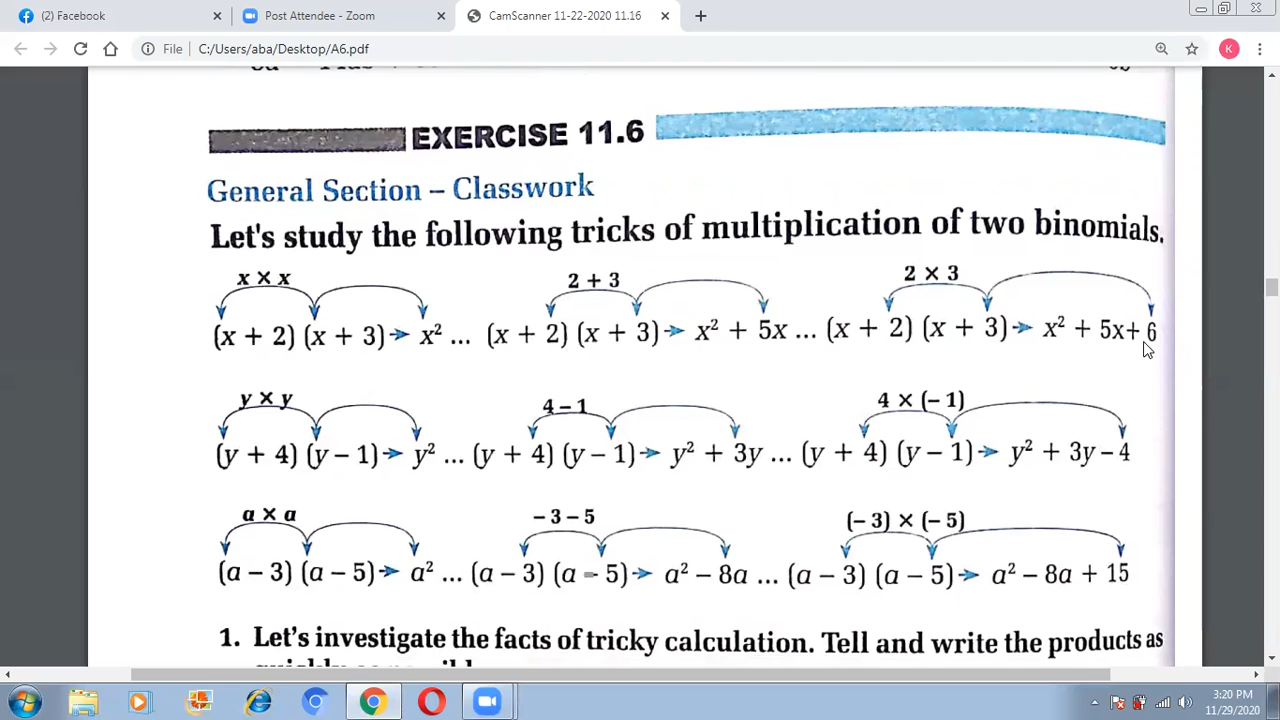 (2) Facebook
Post Attendee - Zoom
CamScanner 11-22-2020 11.16
File C:/Users/aba/Desktop/A6.pdf
K
EXERCISE 11.6
General Section – Classwork
Let's study the following tricks of multiplication of two binomials.
x × x 2 + 3 2 × 3
(x + 2) (x + 3) → x² ... (x + 2) (x + 3) → x² + 5x ... (x + 2) (x + 3) → x² + 5x+ 6
y × y 4 – 1 4 × (– 1)
(y + 4) (y – 1) → y² ... (y + 4) (y – 1) → y² + 3y ... (y + 4) (y – 1) → y² + 3y – 4
a × a – 3 – 5 (– 3) × (– 5)
(a – 3) (a – 5) → a² ... (a – 3) (a – 5) → a² – 8a ... (a – 3) (a – 5) → a² – 8a + 15
1. Let's investigate the facts of tricky calculation. Tell and write the products as
3:20 PM
11/29/2020